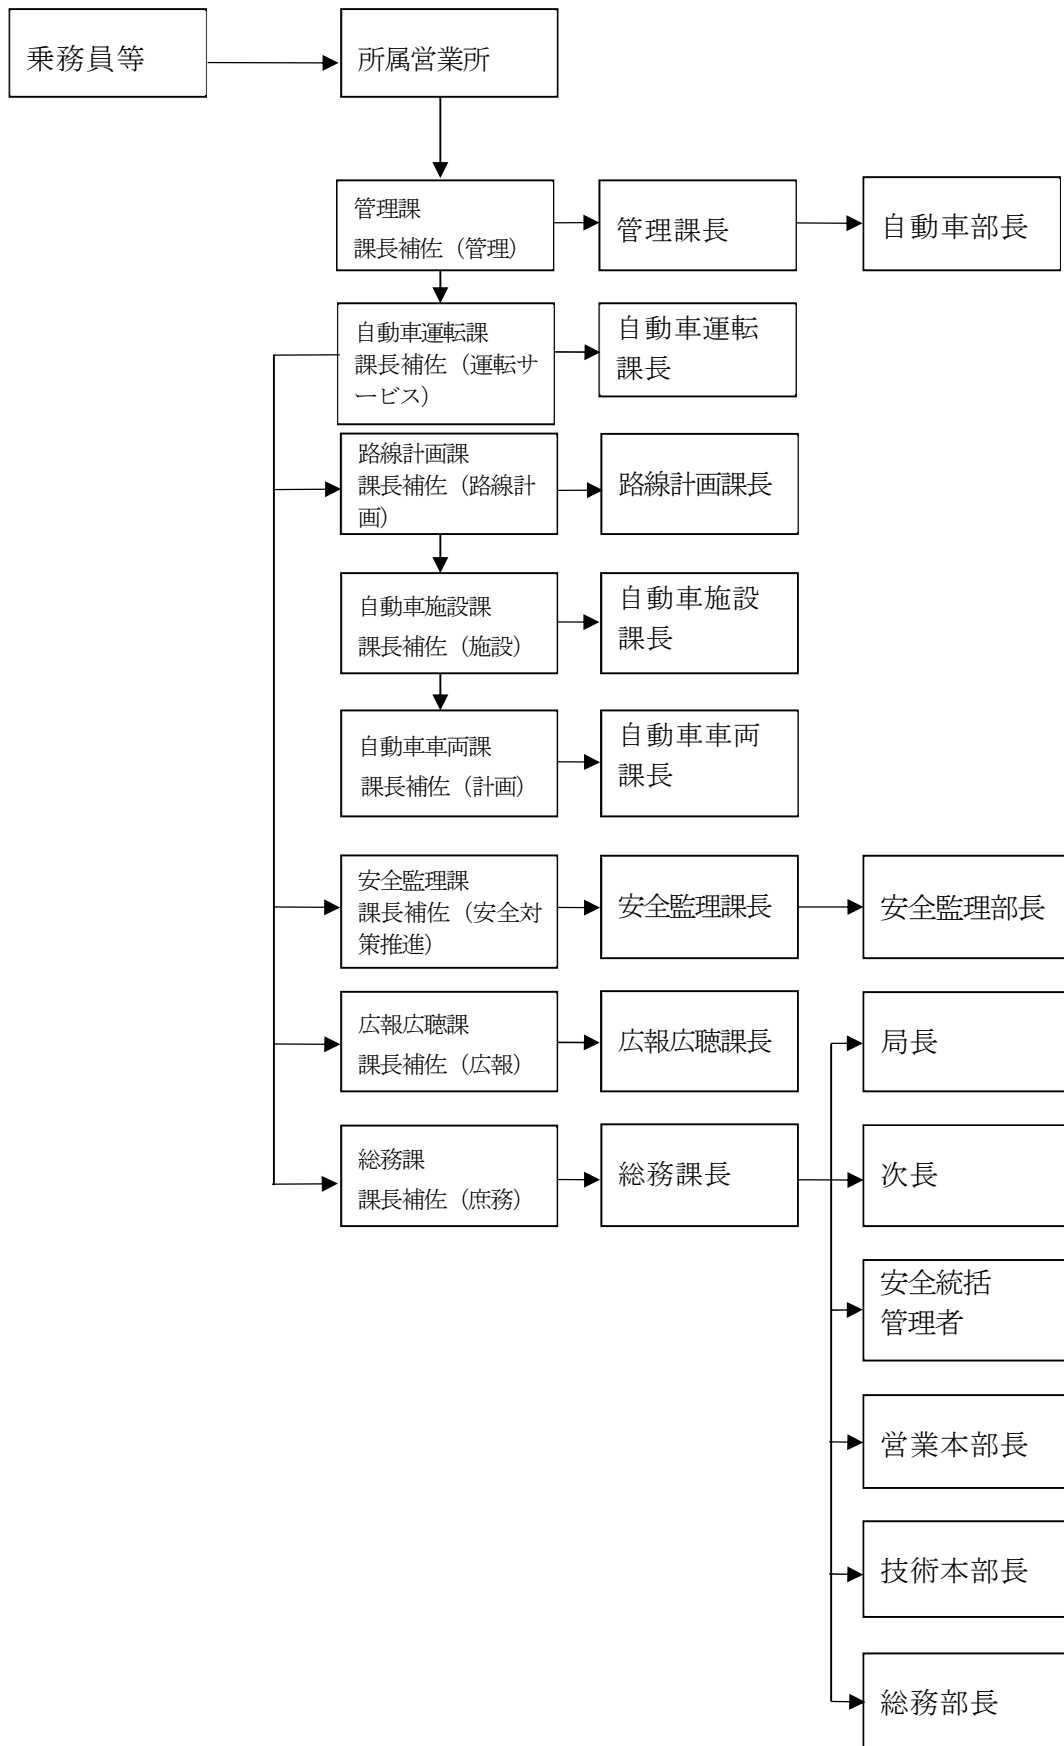 乗務員等
所属営業所
管理課
課長補佐（管理）
管理課長
自動車部長
自動車運転課
課長補佐（運転サ
ービス）
自動車運転
課長
路線計画課
課長補佐（路線計
画）
路線計画課長
自動車施設課
課長補佐（施設）
自動車施設
課長
自動車車両課
課長補佐（計画）
自動車車両
課長
安全監理課
課長補佐（安全対
策推進）
安全監理課長
安全監理部長
広報広聴課
課長補佐（広報）
広報広聴課長
局長
総務課
課長補佐（庶務）
総務課長
次長
安全統括
管理者
営業本部長
技術本部長
総務部長